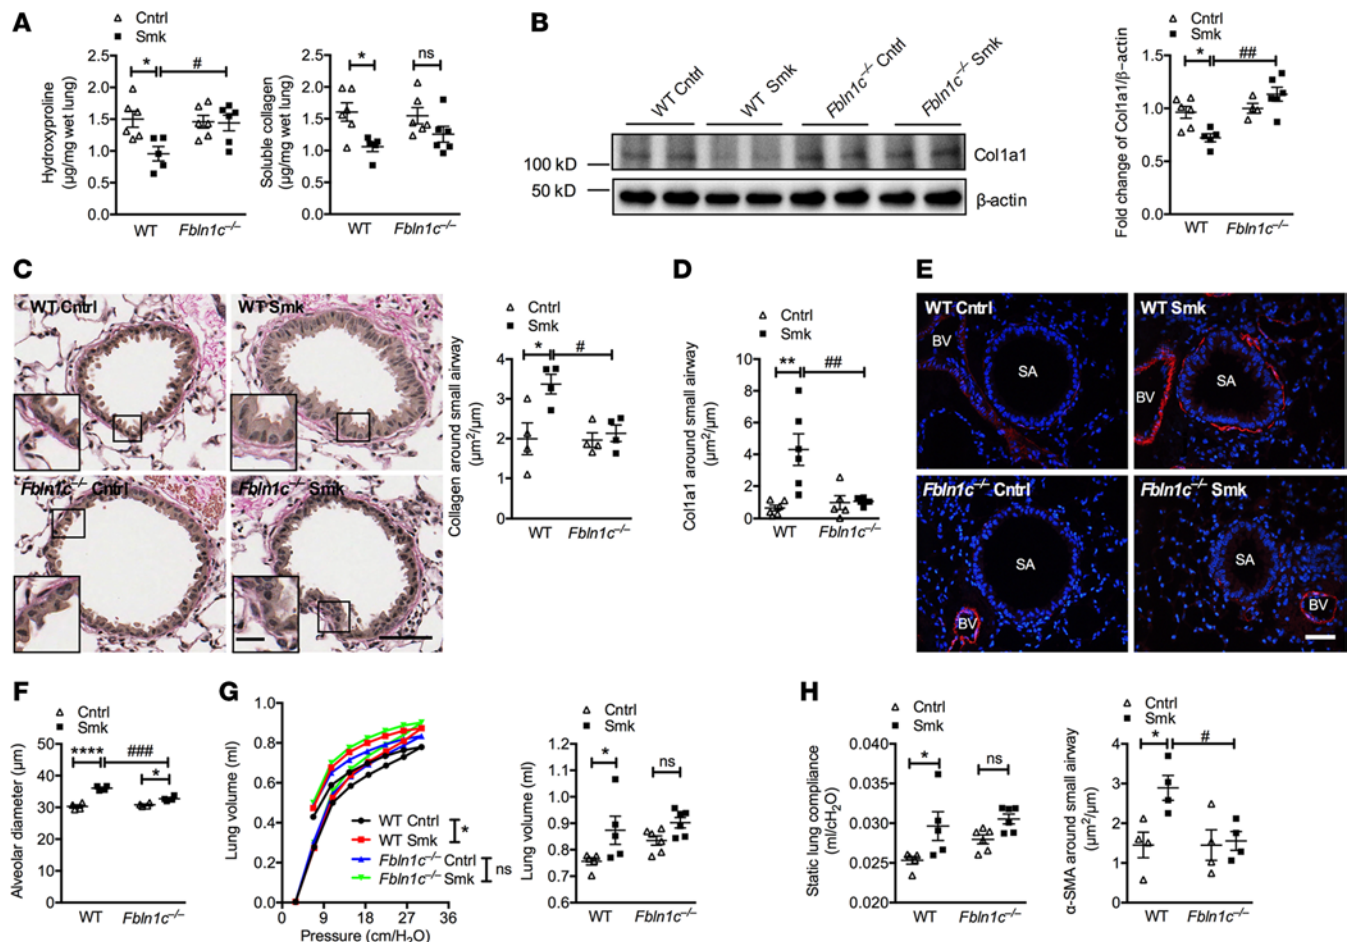 A
Cntrl
Smk
Hydroxyproline
(µg/mg wet lung)
2.5
2.0
1.5
1.0
0.5
0.0
*
#
WT
Fbln1c⁻/⁻
Soluble collagen
(µg/mg wet lung)
2.5
2.0
1.5
1.0
0.5
0.0
*
ns
WT
Fbln1c⁻/⁻
B
WT Cntrl
WT Smk
Fbln1c⁻/⁻ Cntrl
Fbln1c⁻/⁻ Smk
100 kD
50 kD
Col1a1
β-actin
Cntrl
Smk
Fold change of Col1a1/β-actin
1.5
1.0
0.5
0.0
*
##
WT
Fbln1c⁻/⁻
C
WT Cntrl
WT Smk
Fbln1c⁻/⁻ Cntrl
Fbln1c⁻/⁻ Smk
Cntrl
Smk
Collagen around small airway
(µm²/µm)
4
3
2
1
0
*
#
WT
Fbln1c⁻/⁻
D
Cntrl
Smk
Col1a1 around small airway
(µm²/µm)
10
8
6
4
2
0
**
##
WT
Fbln1c⁻/⁻
E
WT Cntrl
BV
SA
WT Smk
BV
SA
Fbln1c⁻/⁻ Cntrl
SA
BV
Fbln1c⁻/⁻ Smk
SA
BV
F
Cntrl
Smk
Alveolar diameter (µm)
50
40
30
20
10
0
****
###
*
WT
Fbln1c⁻/⁻
G
Lung volume (ml)
1.0
0.8
0.6
0.4
0.2
0.0
0
9
18
27
36
Pressure (cm/H₂O)
WT Cntrl
WT Smk
*
Fbln1c⁻/⁻ Cntrl
Fbln1c⁻/⁻ Smk
ns
Cntrl
Smk
Lung volume (ml)
1.2
1.1
1.0
0.9
0.8
0.7
0.6
*
ns
WT
Fbln1c⁻/⁻
H
Cntrl
Smk
Static lung compliance
(ml/cH₂O)
0.040
0.035
0.030
0.025
0.020
*
ns
WT
Fbln1c⁻/⁻
Cntrl
Smk
α-SMA around small airway
(µm²/µm)
4
3
2
1
0
*
#
WT
Fbln1c⁻/⁻